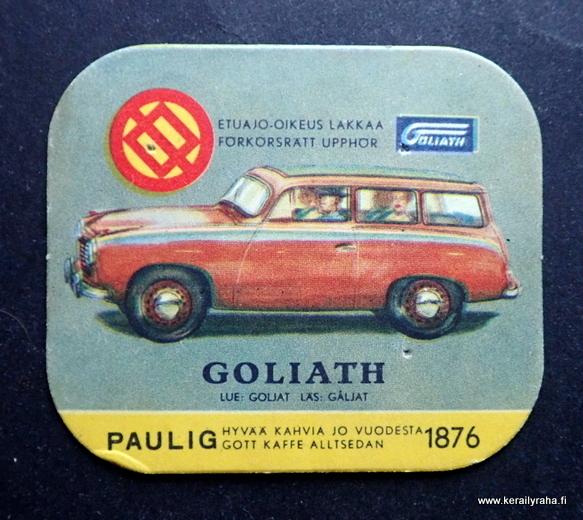 ETUAJO-OIKEUS LAKKAA
FÖRKÖRSRÄTT UPPHÖR
GOLIATH
GOLIATH
LUE: GOLJAT LÄS: GÅLJAT
PAULIG HYVÄÄ KAHVIA JO VUODESTA 1876
GOTT KAFFE ALLTSEDAN
www.kerailyraha.fi